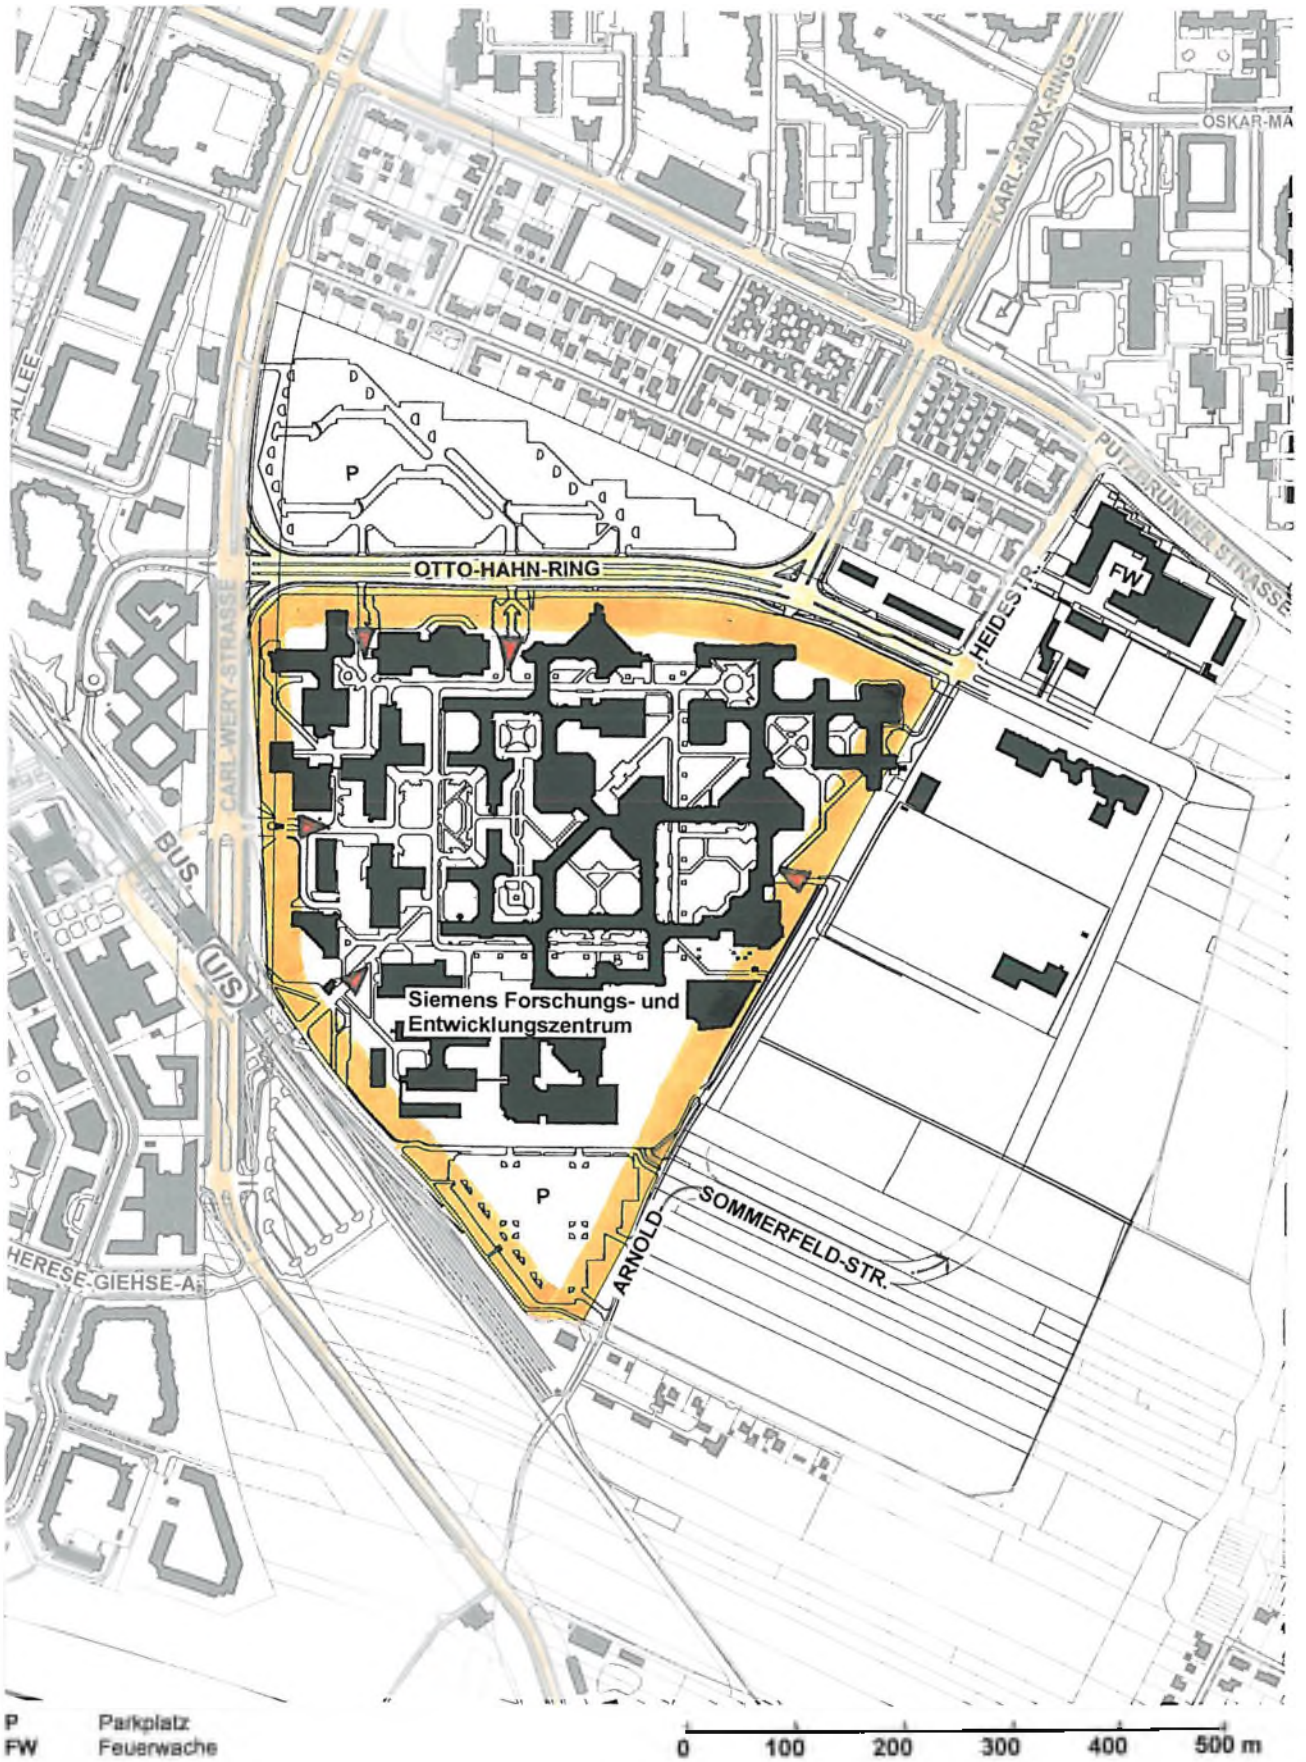 KARL-MARX-RING
OSKAR-MA
ALLEE
P
PUTZBRUNNER STRASSE
OTTO-HAHN-RING
FW
HEIDESTR.
CARL-WERY-STRASSE
BUS
US
Siemens Forschungs- und
Entwicklungszentrum
P
ARNOLD-
SOMMERFELD-STR.
HERESE-GIEHSE-A
P Parkplatz
FW Feuerwache
0 100 200 300 400 500 m